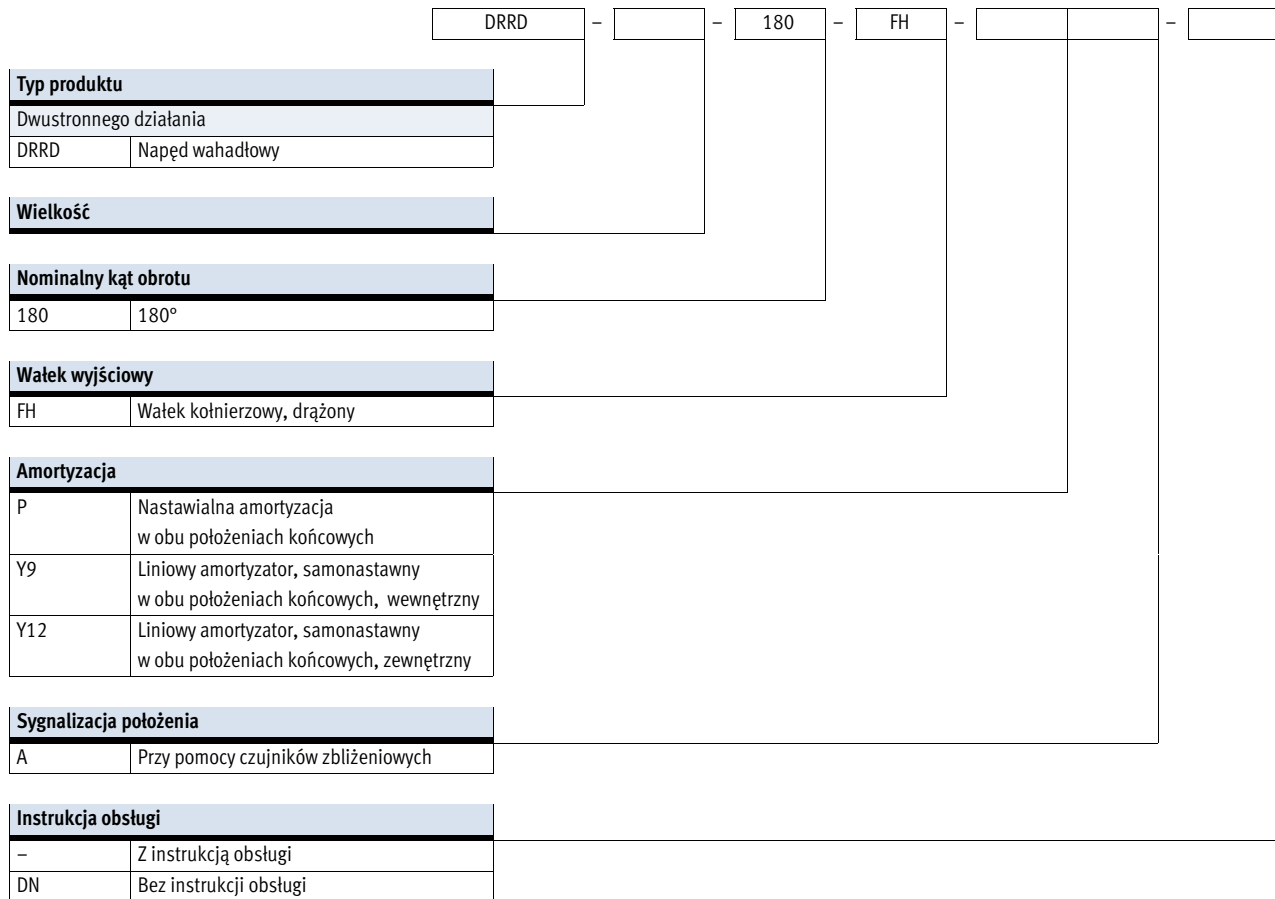 DRRD – – 180 – FH – –
Typ produktu
Dwustronnego działania
DRRD Napęd wahadłowy
Wielkość
Nominalny kąt obrotu
180 180°
Wałek wyjściowy
FH Wałek kołnierzowy, drążony
Amortyzacja
P Nastawialna amortyzacja
w obu położeniach końcowych
Y9 Liniowy amortyzator, samonastawny
w obu położeniach końcowych, wewnętrzny
Y12 Liniowy amortyzator, samonastawny
w obu położeniach końcowych, zewnętrzny
Sygnalizacja położenia
A Przy pomocy czujników zbliżeniowych
Instrukcja obsługi
– Z instrukcją obsługi
DN Bez instrukcji obsługi